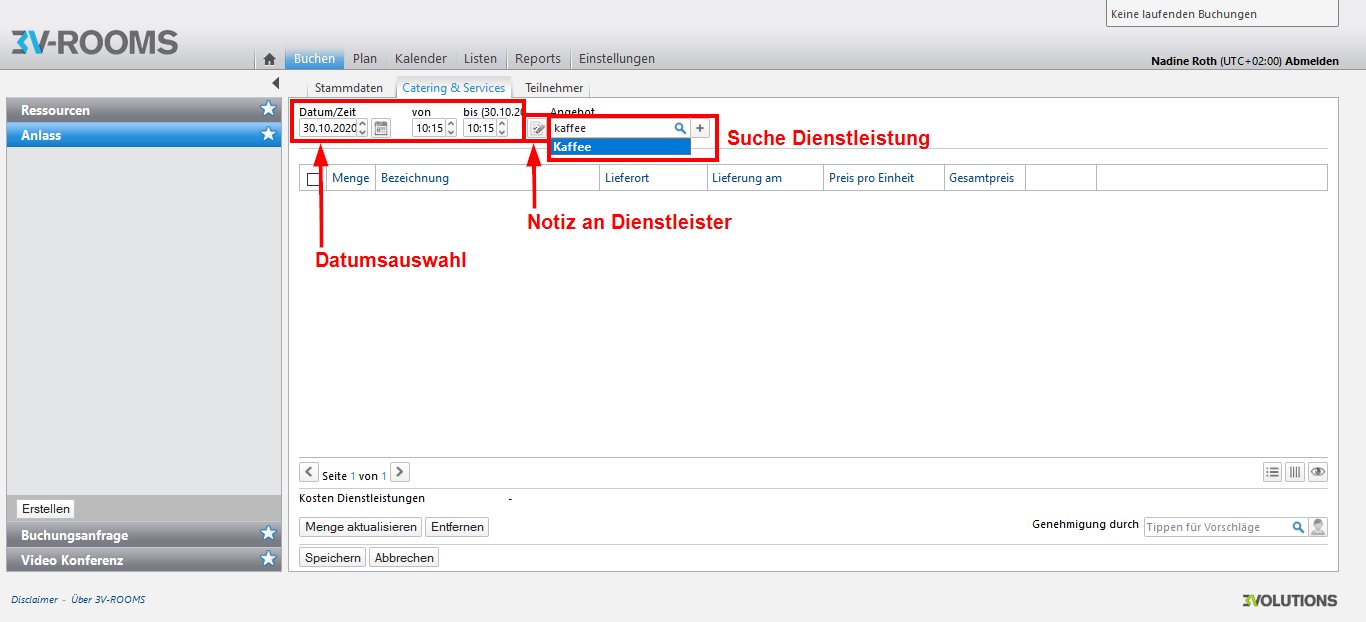 Keine laufenden Buchungen
3V-ROOMS
Buchen Plan Kalender Listen Reports Einstellungen
Nadine Roth (UTC+02:00) Abmelden
Stammdaten Catering & Services Teilnehmer
Ressourcen
Anlass
Datum/Zeit von bis (30.10.20 Angebot
30.10.2020 10:15 10:15 kaffee +
Kaffee
Suche Dienstleistung
Menge Bezeichnung Lieferort Lieferung am Preis pro Einheit Gesamtpreis
Notiz an Dienstleister
Datumsauswahl
Seite 1 von 1
Kosten Dienstleistungen -
Erstellen
Menge aktualisieren Entfernen
Genehmigung durch Tippen für Vorschläge
Buchungsanfrage
Video Konferenz
Speichern Abbrechen
Disclaimer - Über 3V-ROOMS
3VOLUTIONS